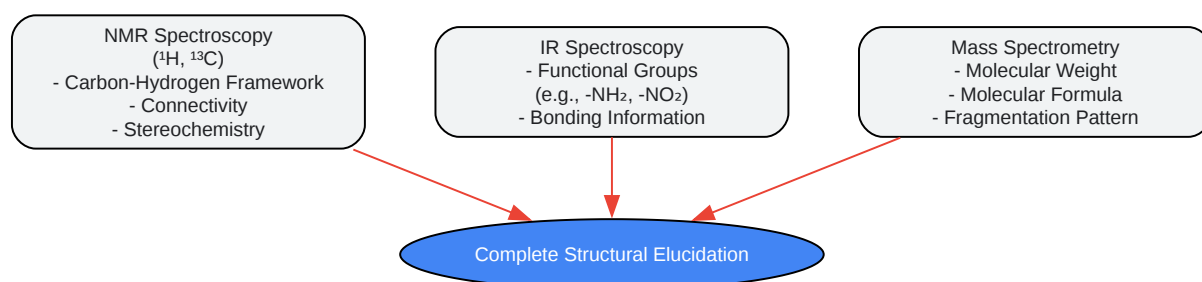 NMR Spectroscopy
(¹H, ¹³C)
- Carbon-Hydrogen Framework
- Connectivity
- Stereochemistry
IR Spectroscopy
- Functional Groups
(e.g., -NH₂, -NO₂)
- Bonding Information
Mass Spectrometry
- Molecular Weight
- Molecular Formula
- Fragmentation Pattern
Complete Structural Elucidation